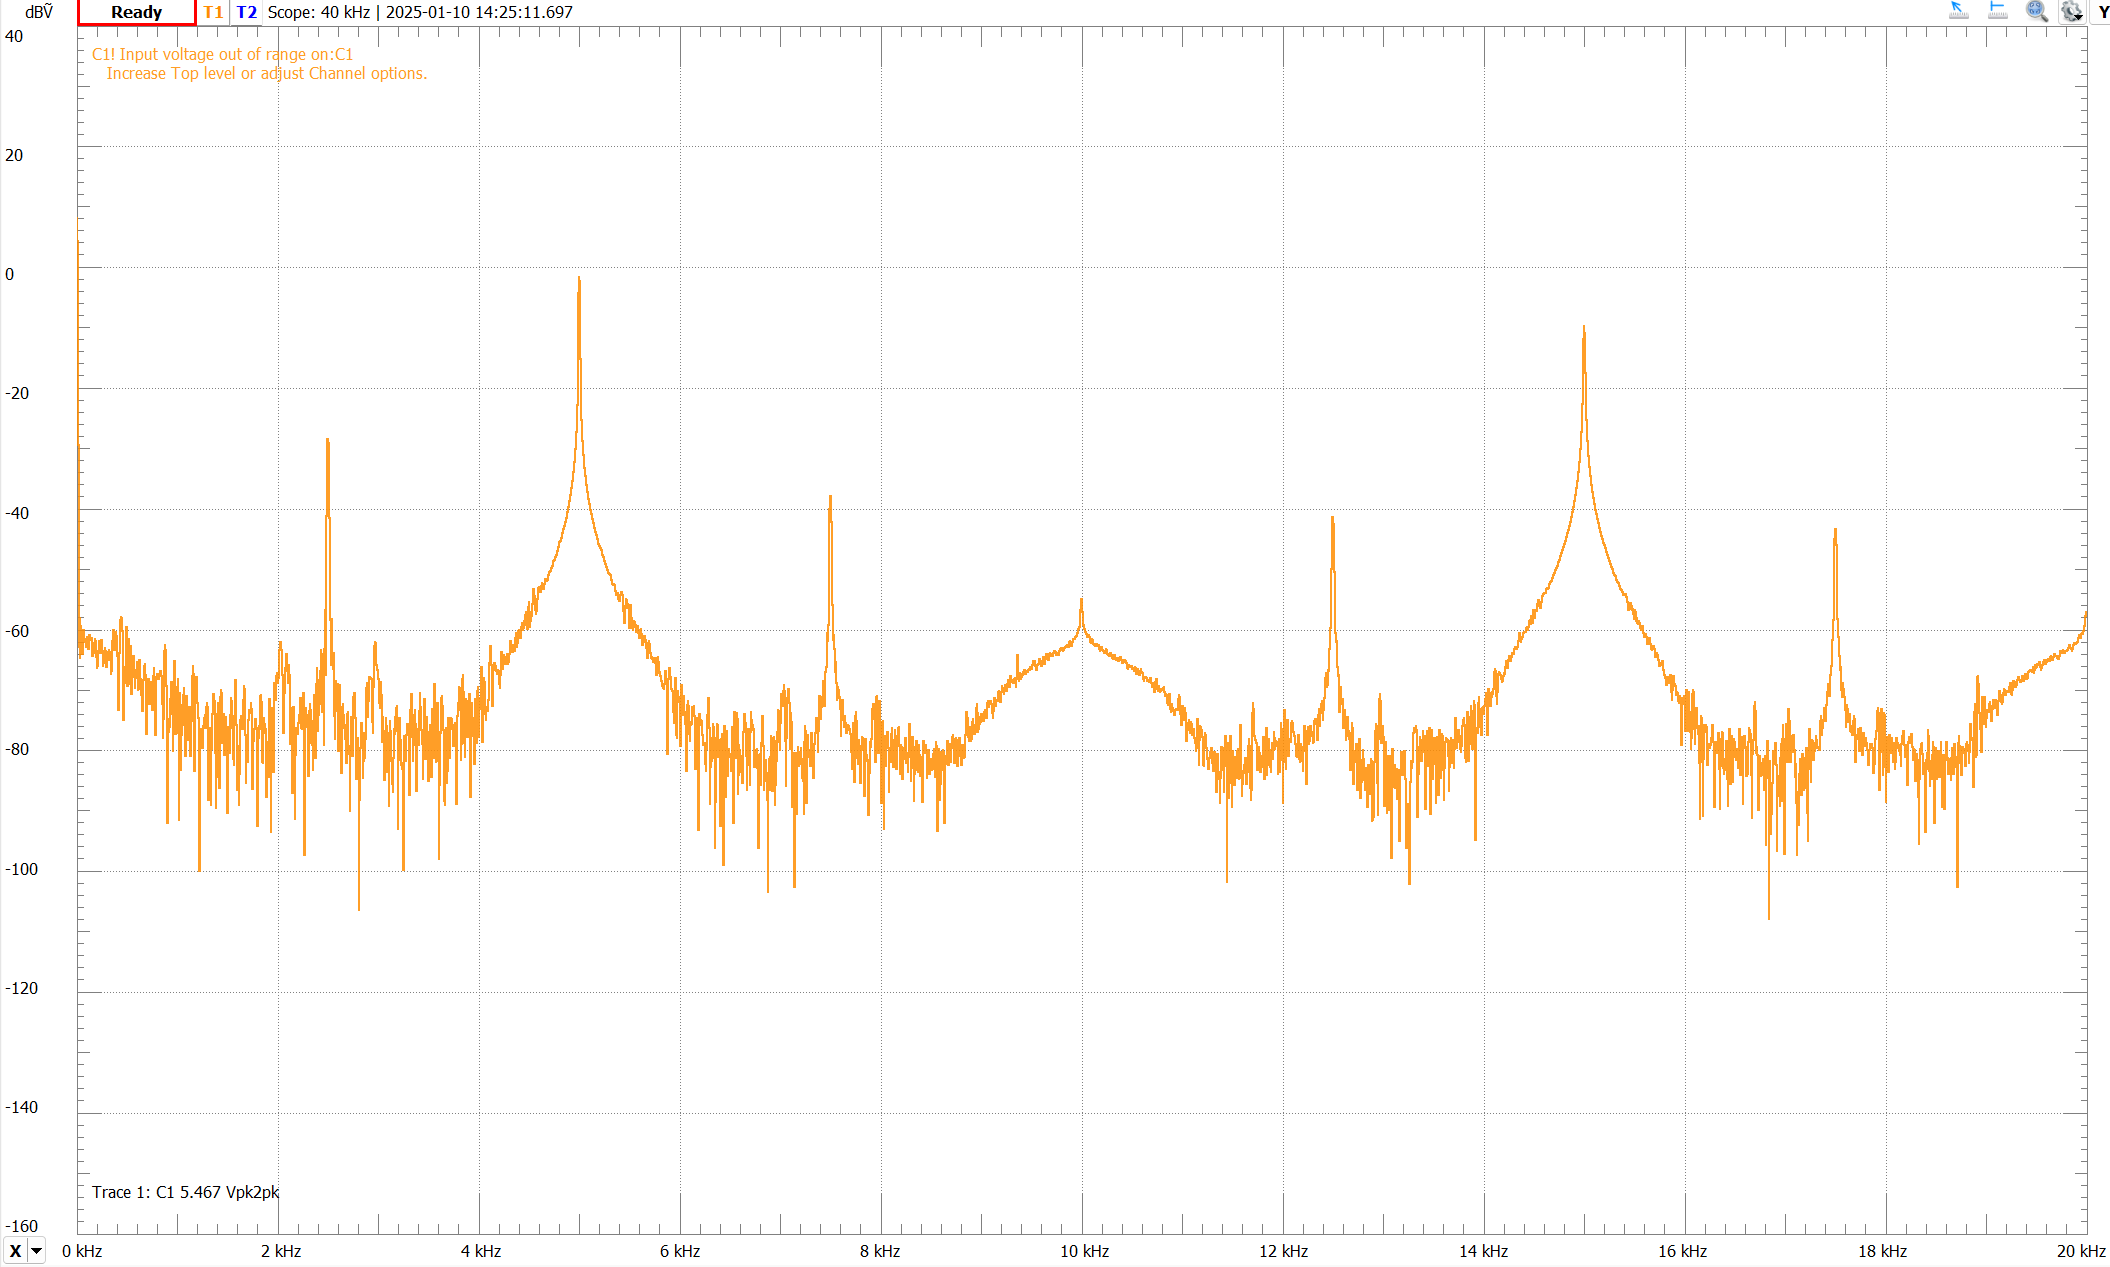 dBṼ Ready T1 T2 Scope: 40 kHz | 2025-01-10 14:25:11.697 Y
40
C1! Input voltage out of range on:C1
Increase Top level or adjust Channel options.
20
0
-20
-40
-60
-80
-100
-120
-140
Trace 1: C1 5.467 Vpk2pk
-160
X 0 kHz 2 kHz 4 kHz 6 kHz 8 kHz 10 kHz 12 kHz 14 kHz 16 kHz 18 kHz 20 kHz